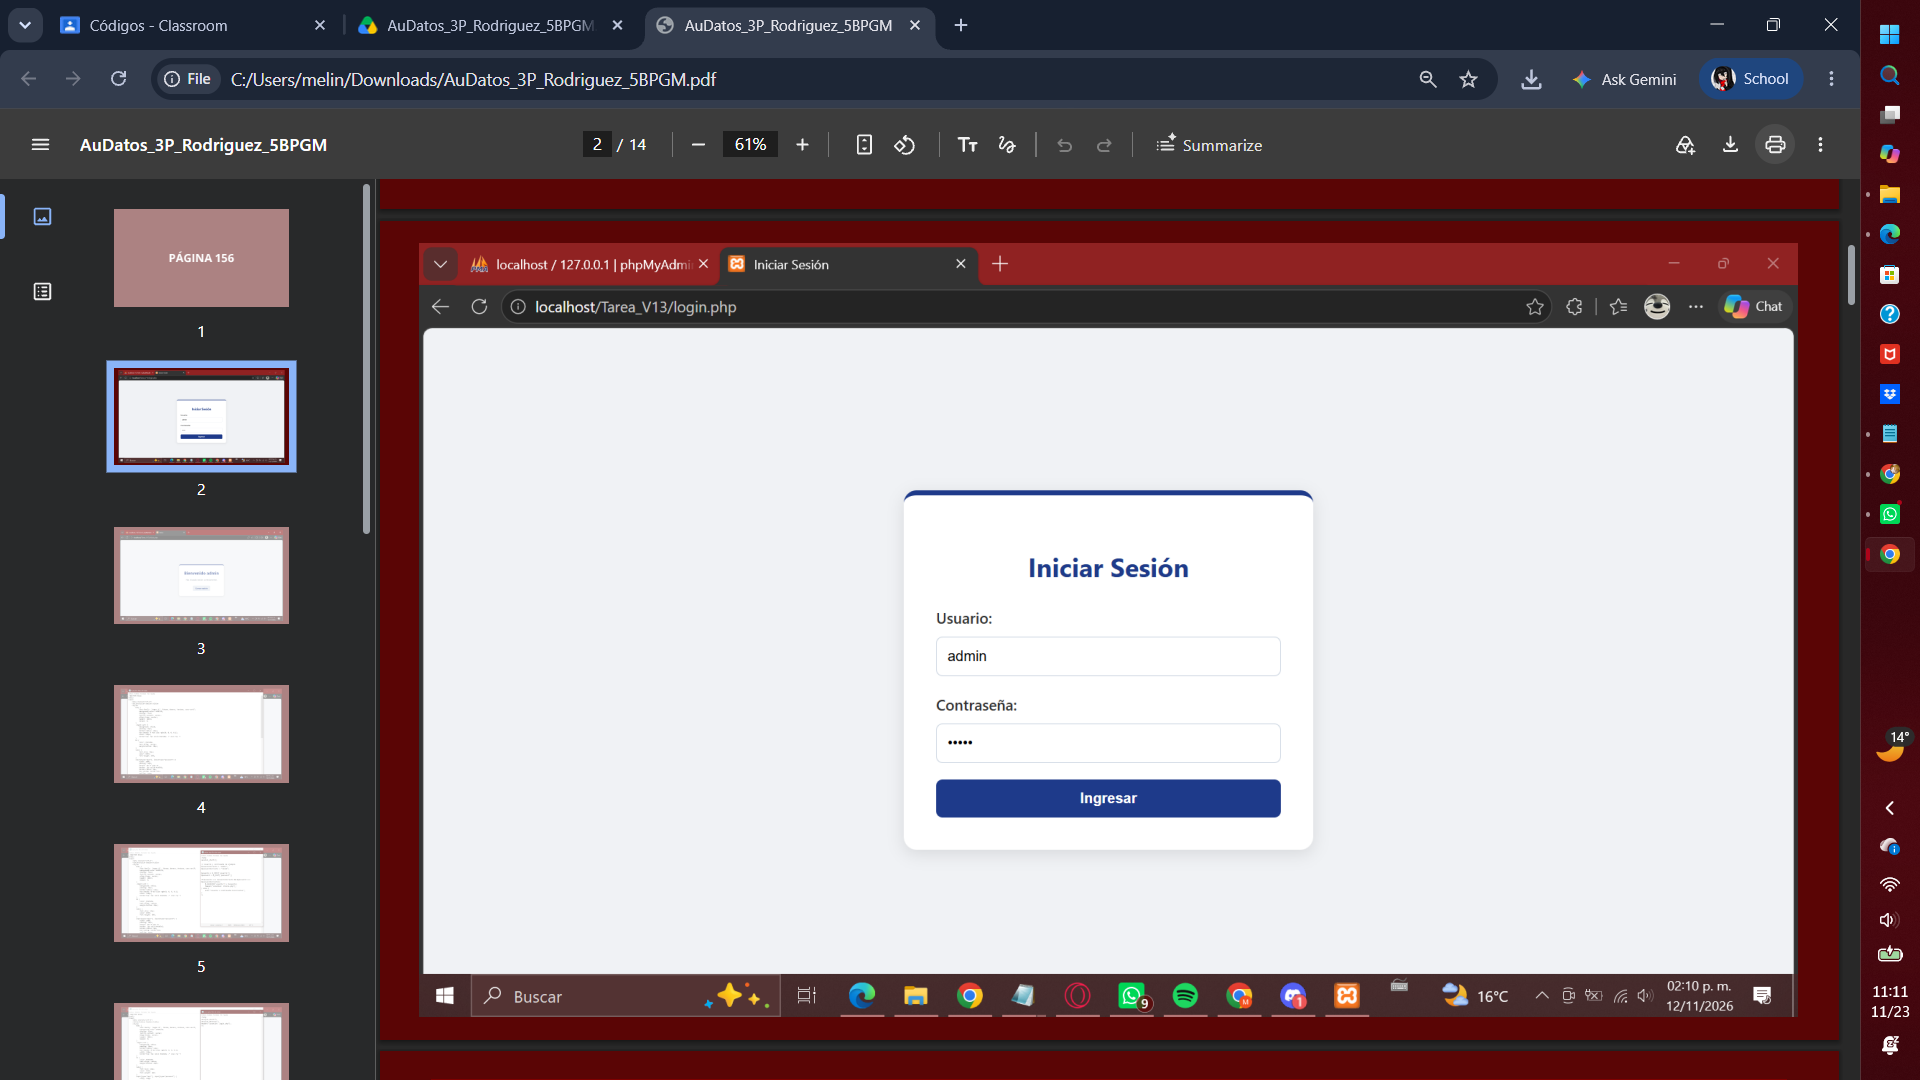 Códigos - Classroom
AuDatos_3P_Rodriguez_5BPGM
AuDatos_3P_Rodriguez_5BPGM
File
C:/Users/melin/Downloads/AuDatos_3P_Rodriguez_5BPGM.pdf
Ask Gemini
School
AuDatos_3P_Rodriguez_5BPGM
2 / 14
61%
Summarize
PÁGINA 156
1
2
3
4
5
localhost / 127.0.0.1 | phpMyAdmi
Iniciar Sesión
localhost/Tarea_V13/login.php
Chat
Iniciar Sesión
Usuario:
admin
Contraseña:
•••••
Ingresar
Buscar
9
1
16°C
02:10 p. m.
12/11/2026
14°
11:11
11/23